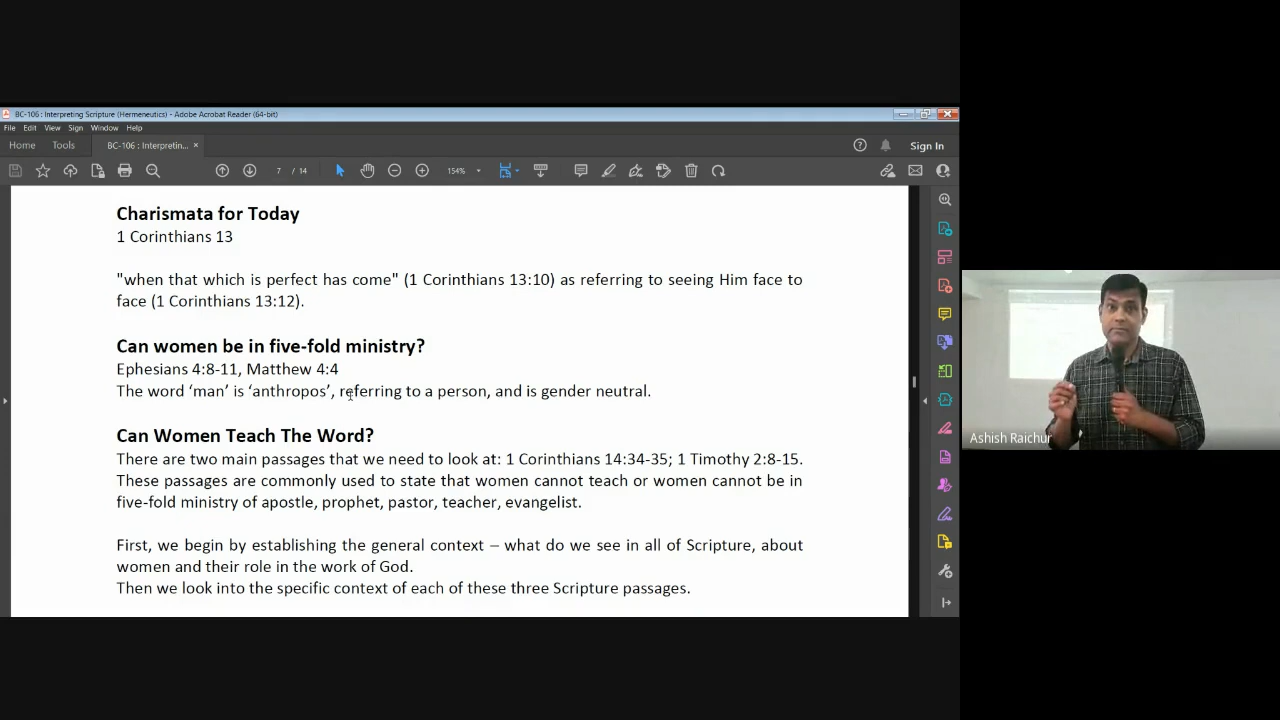 BC-106 : Interpreting Scripture (Hermeneutics) - Adobe Acrobat Reader (64-bit)
File Edit View Sign Window Help
Home Tools BC-106 : Interpretin... × Sign In
7 / 14 154%
Charismata for Today
1 Corinthians 13
"when that which is perfect has come" (1 Corinthians 13:10) as referring to seeing Him face to
face (1 Corinthians 13:12).
Can women be in five-fold ministry?
Ephesians 4:8-11, Matthew 4:4
The word ‘man’ is ‘anthropos’, referring to a person, and is gender neutral.
Can Women Teach The Word?
There are two main passages that we need to look at: 1 Corinthians 14:34-35; 1 Timothy 2:8-15.
These passages are commonly used to state that women cannot teach or women cannot be in
five-fold ministry of apostle, prophet, pastor, teacher, evangelist.
First, we begin by establishing the general context – what do we see in all of Scripture, about
women and their role in the work of God.
Then we look into the specific context of each of these three Scripture passages.
Ashish Raichur